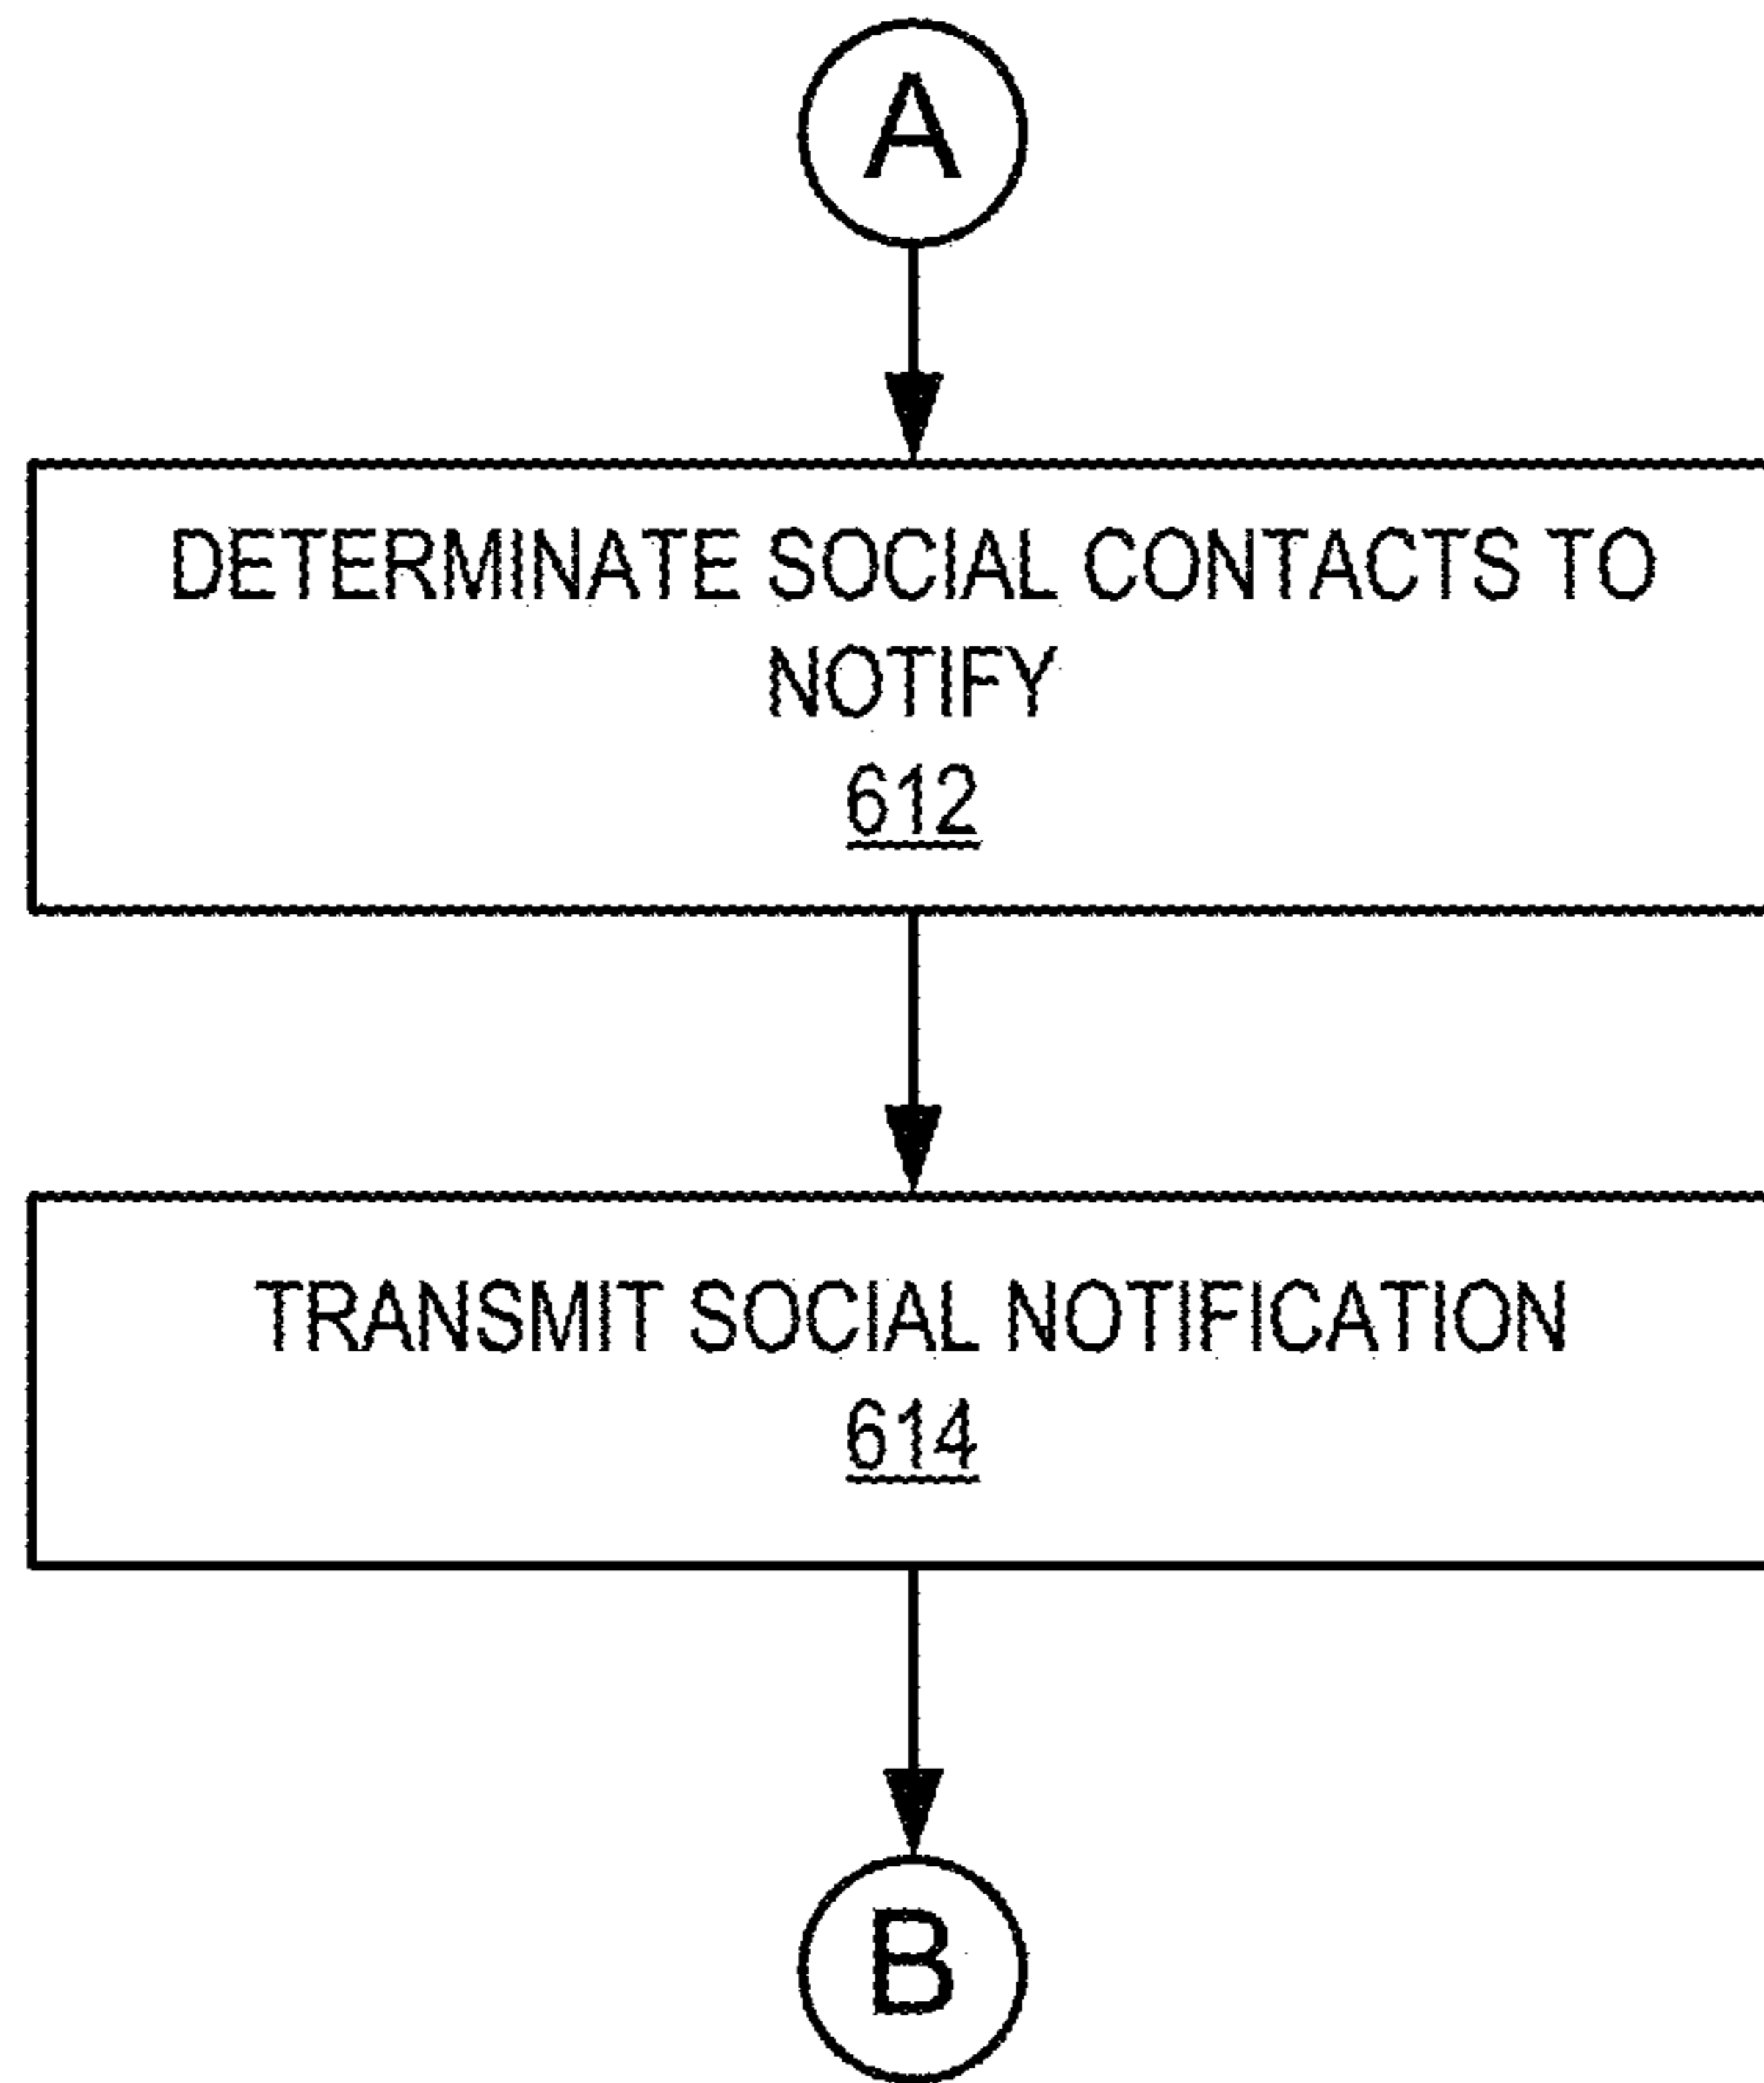 A
DETERMINATE SOCIAL CONTACTS TO
NOTIFY
612
TRANSMIT SOCIAL NOTIFICATION
614
B